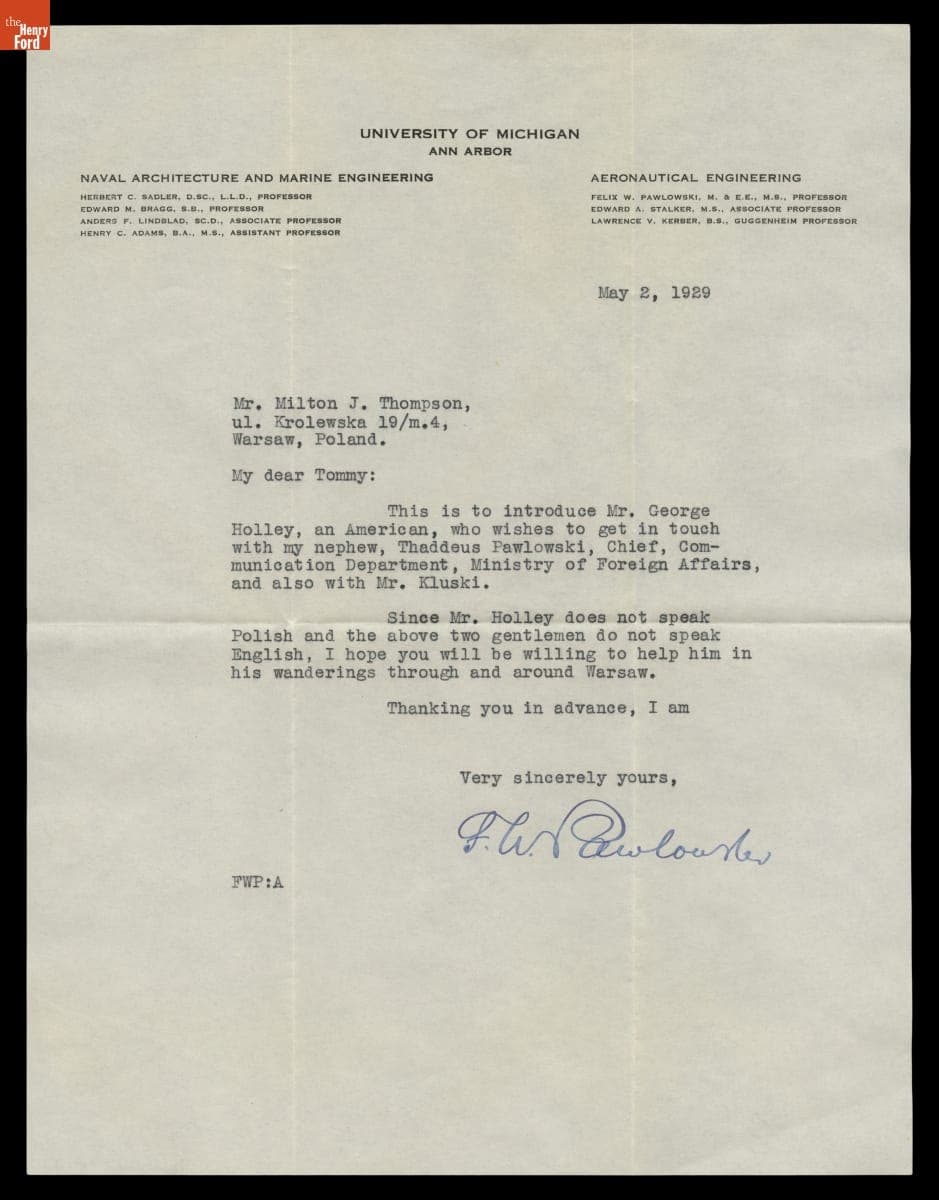 the
Henry
Ford
UNIVERSITY OF MICHIGAN
ANN ARBOR
NAVAL ARCHITECTURE AND MARINE ENGINEERING
HERBERT C. SADLER, D.SC., L.L.D., PROFESSOR
EDWARD M. BRAGG, S.B., PROFESSOR
ANDERS F. LINDBLAD, SC.D., ASSOCIATE PROFESSOR
HENRY C. ADAMS, B.A., M.S., ASSISTANT PROFESSOR
AERONAUTICAL ENGINEERING
FELIX W. PAWLOWSKI, M. & E.E., M.S., PROFESSOR
EDWARD A. STALKER, M.S., ASSOCIATE PROFESSOR
LAWRENCE V. KERBER, B.S., GUGGENHEIM PROFESSOR
May 2, 1929
Mr. Milton J. Thompson,
ul. Krolewska 19/m.4,
Warsaw, Poland.
My dear Tommy:
This is to introduce Mr. George
Holley, an American, who wishes to get in touch
with my nephew, Thaddeus Pawlowski, Chief, Com-
munication Department, Ministry of Foreign Affairs,
and also with Mr. Kluski.
Since Mr. Holley does not speak
Polish and the above two gentlemen do not speak
English, I hope you will be willing to help him in
his wanderings through and around Warsaw.
Thanking you in advance, I am
Very sincerely yours,
F. W. Pawlowski
FWP:A